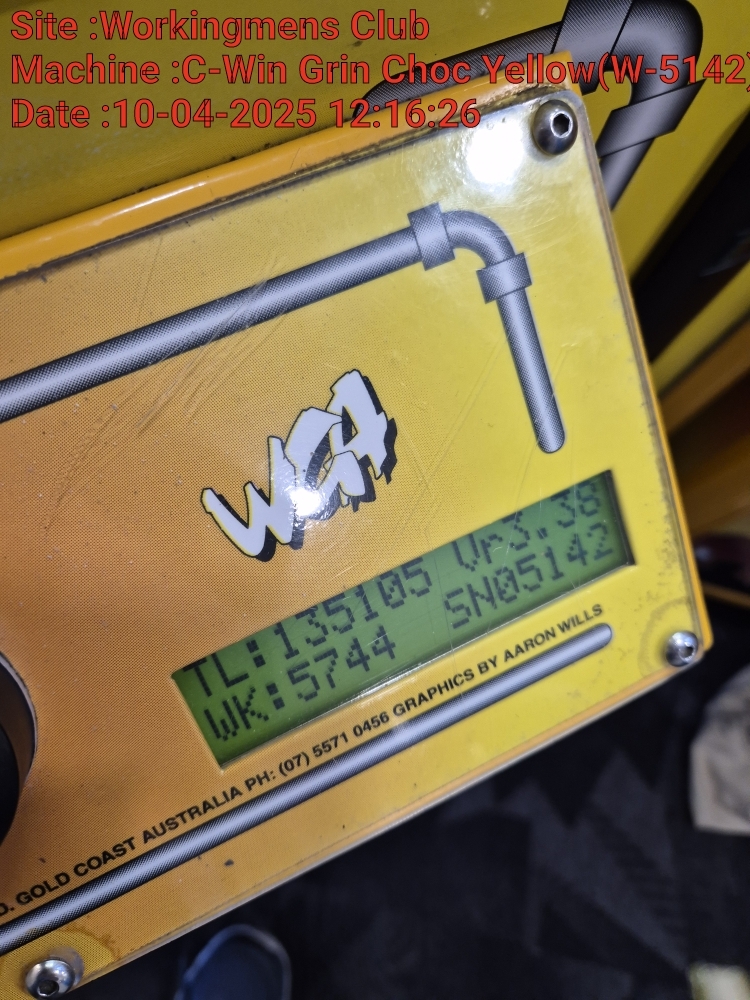 Site :Workingmens Club
Machine :C-Win Grin Choc Yellow(W-5142)
Date :10-04-2025 12:16:26
WGA
TL:135105 Vr3.38
WK:5744 SN05142
D. GOLD COAST AUSTRALIA PH: (07) 5571 0456 GRAPHICS BY AARON WILLS